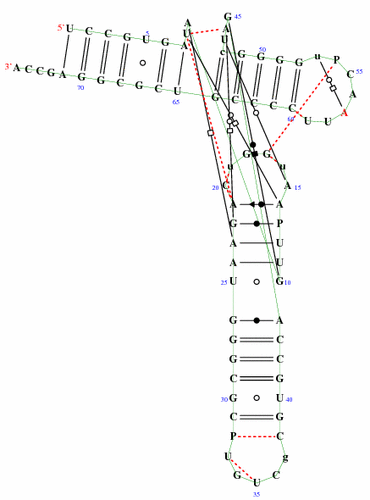 G 45
A A
5' U C C G U G A U U G G G G u P
5 50
C 55
A
3' A C C G A G G C G C U G C C C C U U A
70 65 60
u G G u
20 C A 15
A A
G P
A U
A U
25 U G 10
G A
G C
G C
C G
30 G U 40
C G
P C
U g
G U C
35